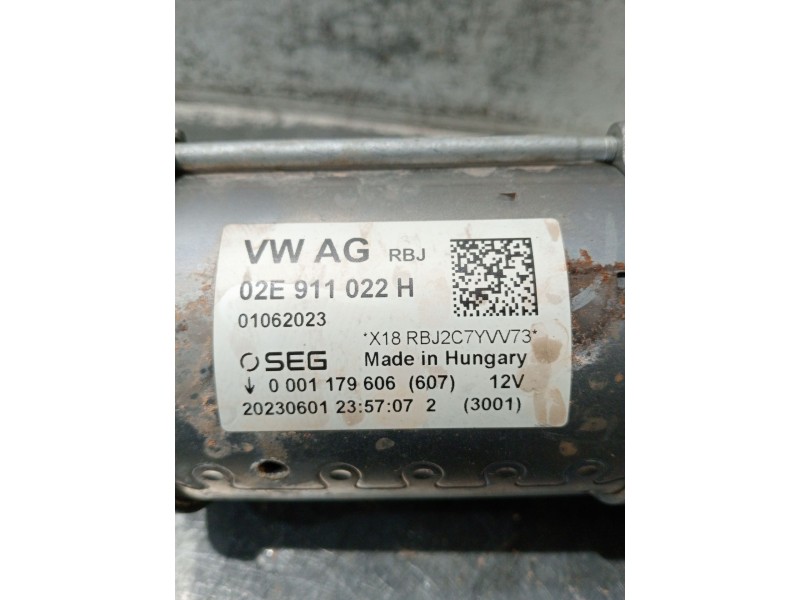 VW AG RBJ
02E 911 022 H
01062023
*X18 RBJ2C7YVV73*
SEG Made in Hungary
0 001 179 606 (607) 12V
20230601 23:57:07 2 (3001)